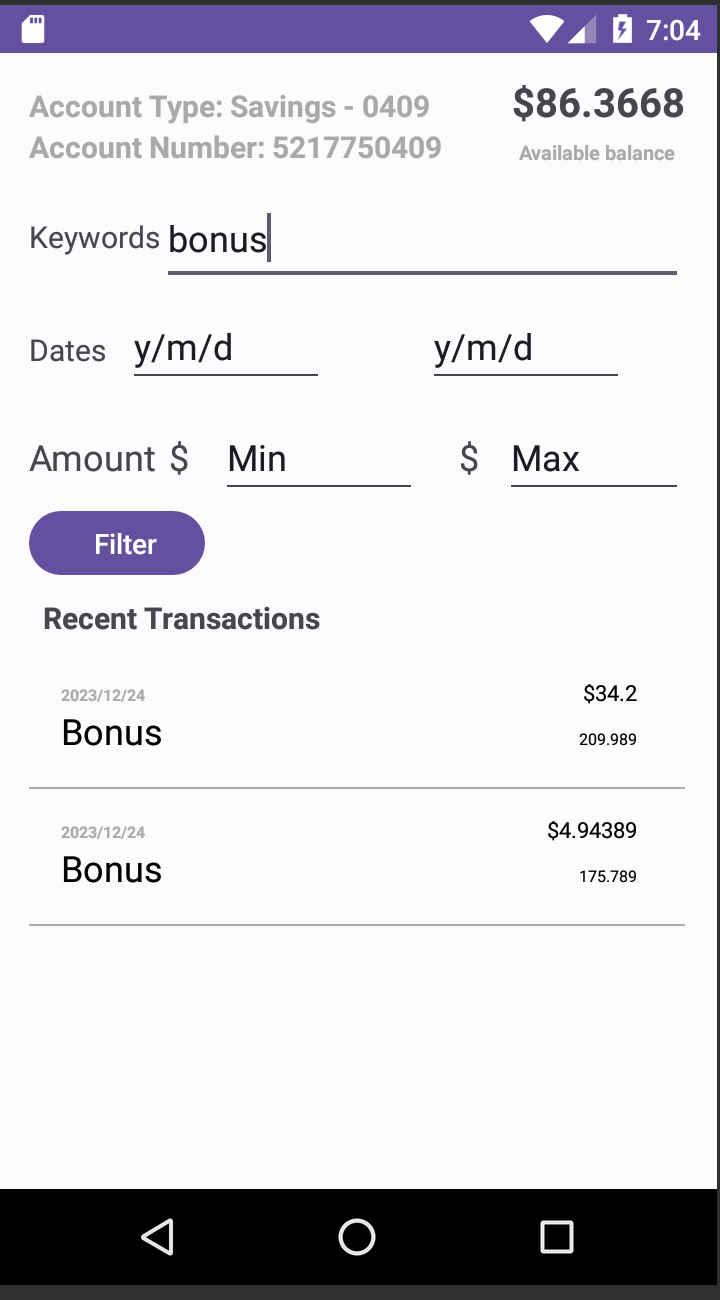 7:04
Account Type: Savings - 0409
$86.3668
Account Number: 5217750409
Available balance
Keywords bonus
Dates y/m/d y/m/d
Amount $ Min $ Max
Filter
Recent Transactions
2023/12/24 $34.2
Bonus 209.989
2023/12/24 $4.94389
Bonus 175.789